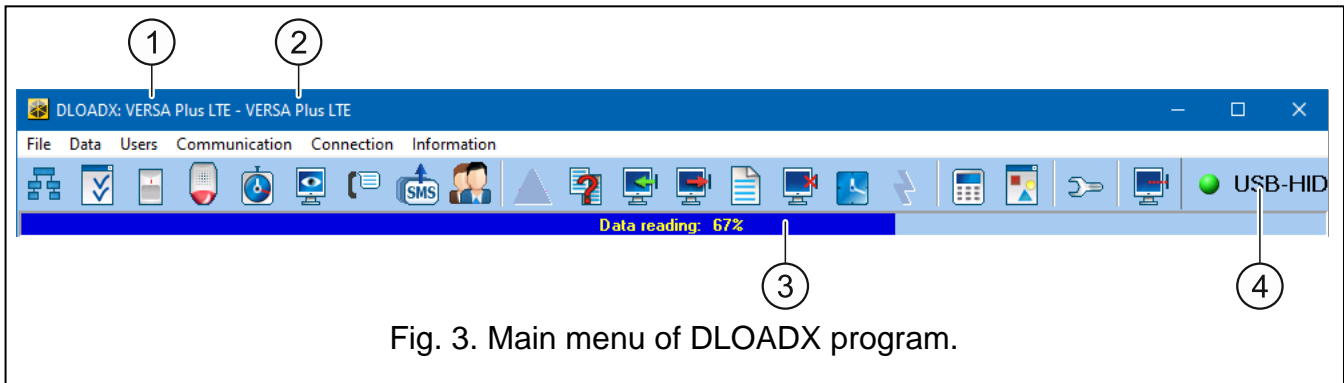 1 2
DLOADX: VERSA Plus LTE - VERSA Plus LTE
File Data Users Communication Connection Information
SMS USB-HID
Data reading: 67%
3 4
Fig. 3. Main menu of DLOADX program.